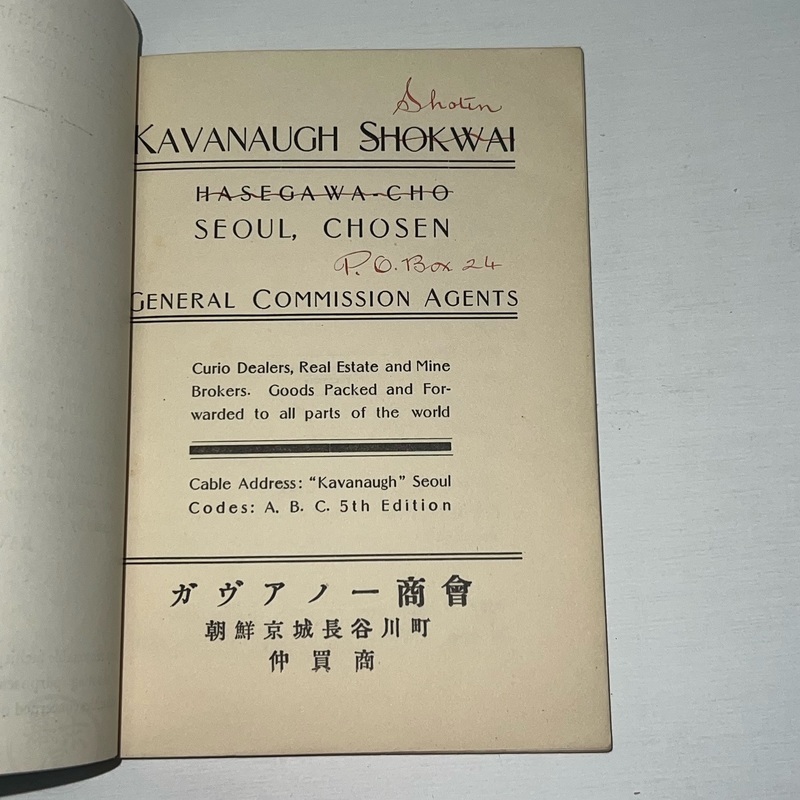 Shoten
KAVANAUGH SHOKWAI
HASEGAWA-CHO
SEOUL, CHOSEN
P. O. Box 24
GENERAL COMMISSION AGENTS
Curio Dealers, Real Estate and Mine
Brokers. Goods Packed and For-
warded to all parts of the world
Cable Address: "Kavanaugh" Seoul
Codes: A. B. C. 5th Edition
ガヴアノー商會
朝鮮京城長谷川町
仲買商